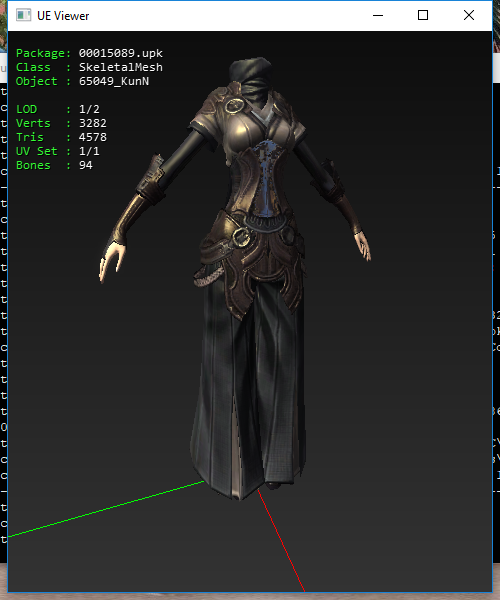 UE Viewer
Package: 00015089.upk
Class : SkeletalMesh
Object : 65049_KunN
LOD : 1/2
Verts : 3282
Tris : 4578
UV Set : 1/1
Bones : 94